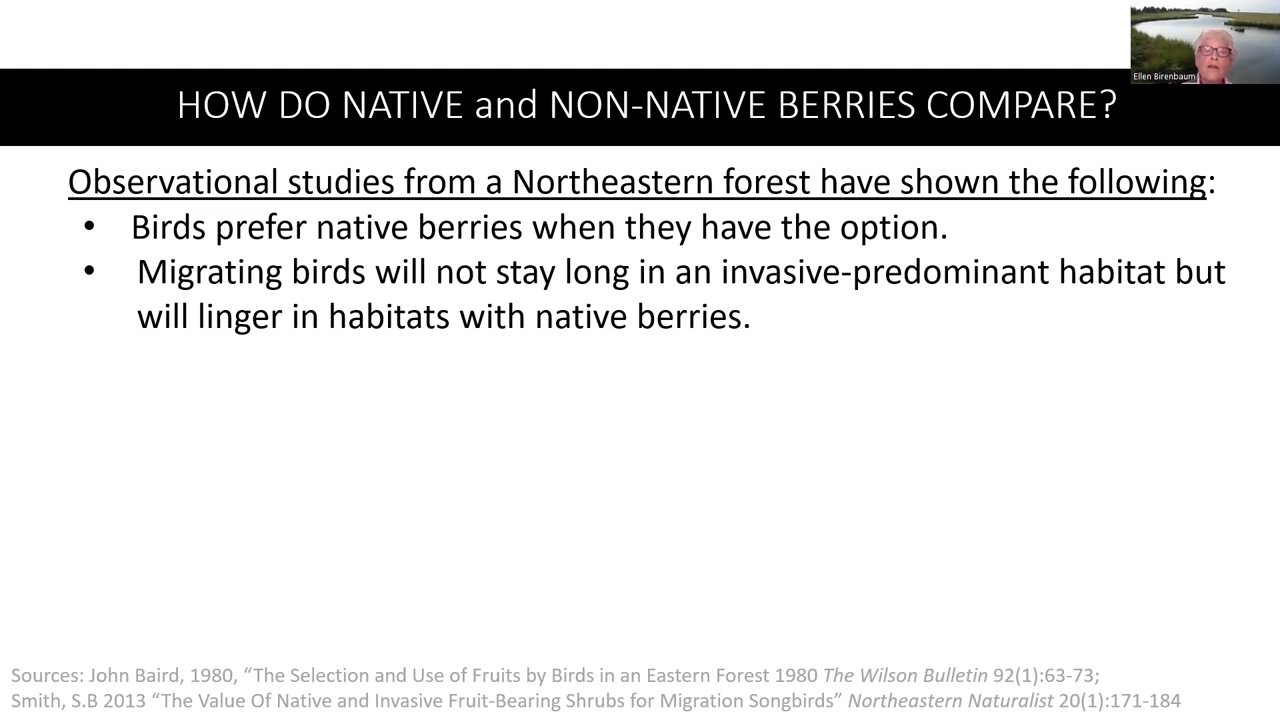 Ellen Birenbaum
HOW DO NATIVE and NON-NATIVE BERRIES COMPARE?
Observational studies from a Northeastern forest have shown the following:
• Birds prefer native berries when they have the option.
• Migrating birds will not stay long in an invasive-predominant habitat but
will linger in habitats with native berries.
Sources: John Baird, 1980, “The Selection and Use of Fruits by Birds in an Eastern Forest 1980 The Wilson Bulletin 92(1):63-73;
Smith, S.B 2013 “The Value Of Native and Invasive Fruit-Bearing Shrubs for Migration Songbirds” Northeastern Naturalist 20(1):171-184